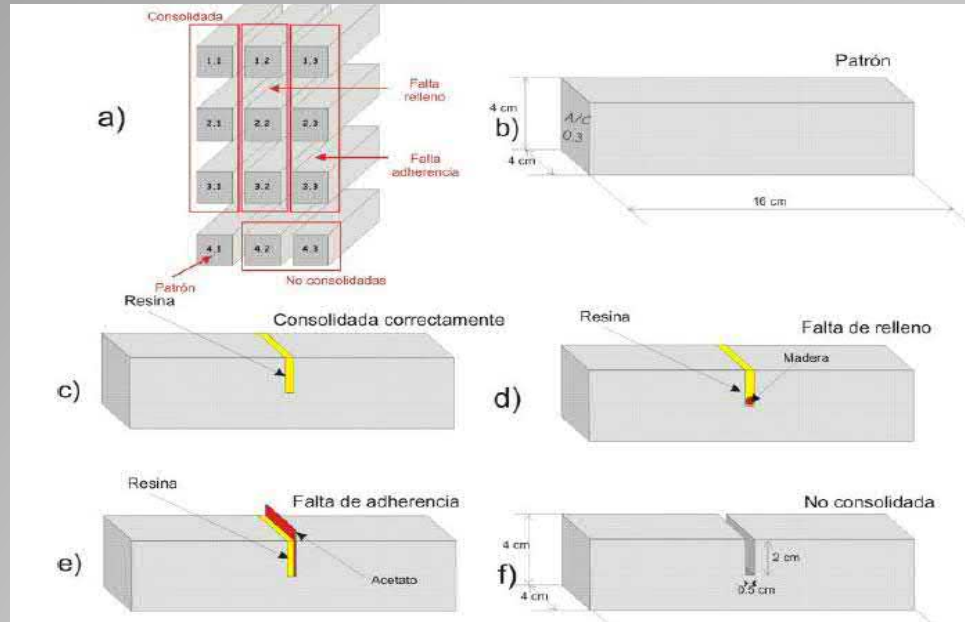 Consolidada
1.1 1.2 1.3
Falta
relleno
a)
2.1 2.2 2.3
Falta
adherencia
3.1 3.2 3.3
4.1 4.2 4.3
Patrón
No consolidadas
Patrón
b)
4 cm
A/C
0.3
4 cm
16 cm
Resina
Consolidada correctamente
c)
Resina
Falta de relleno
Madera
d)
Resina
Falta de adherencia
e)
Acetato
No consolidada
4 cm
2 cm
f)
0.5 cm
4 cm